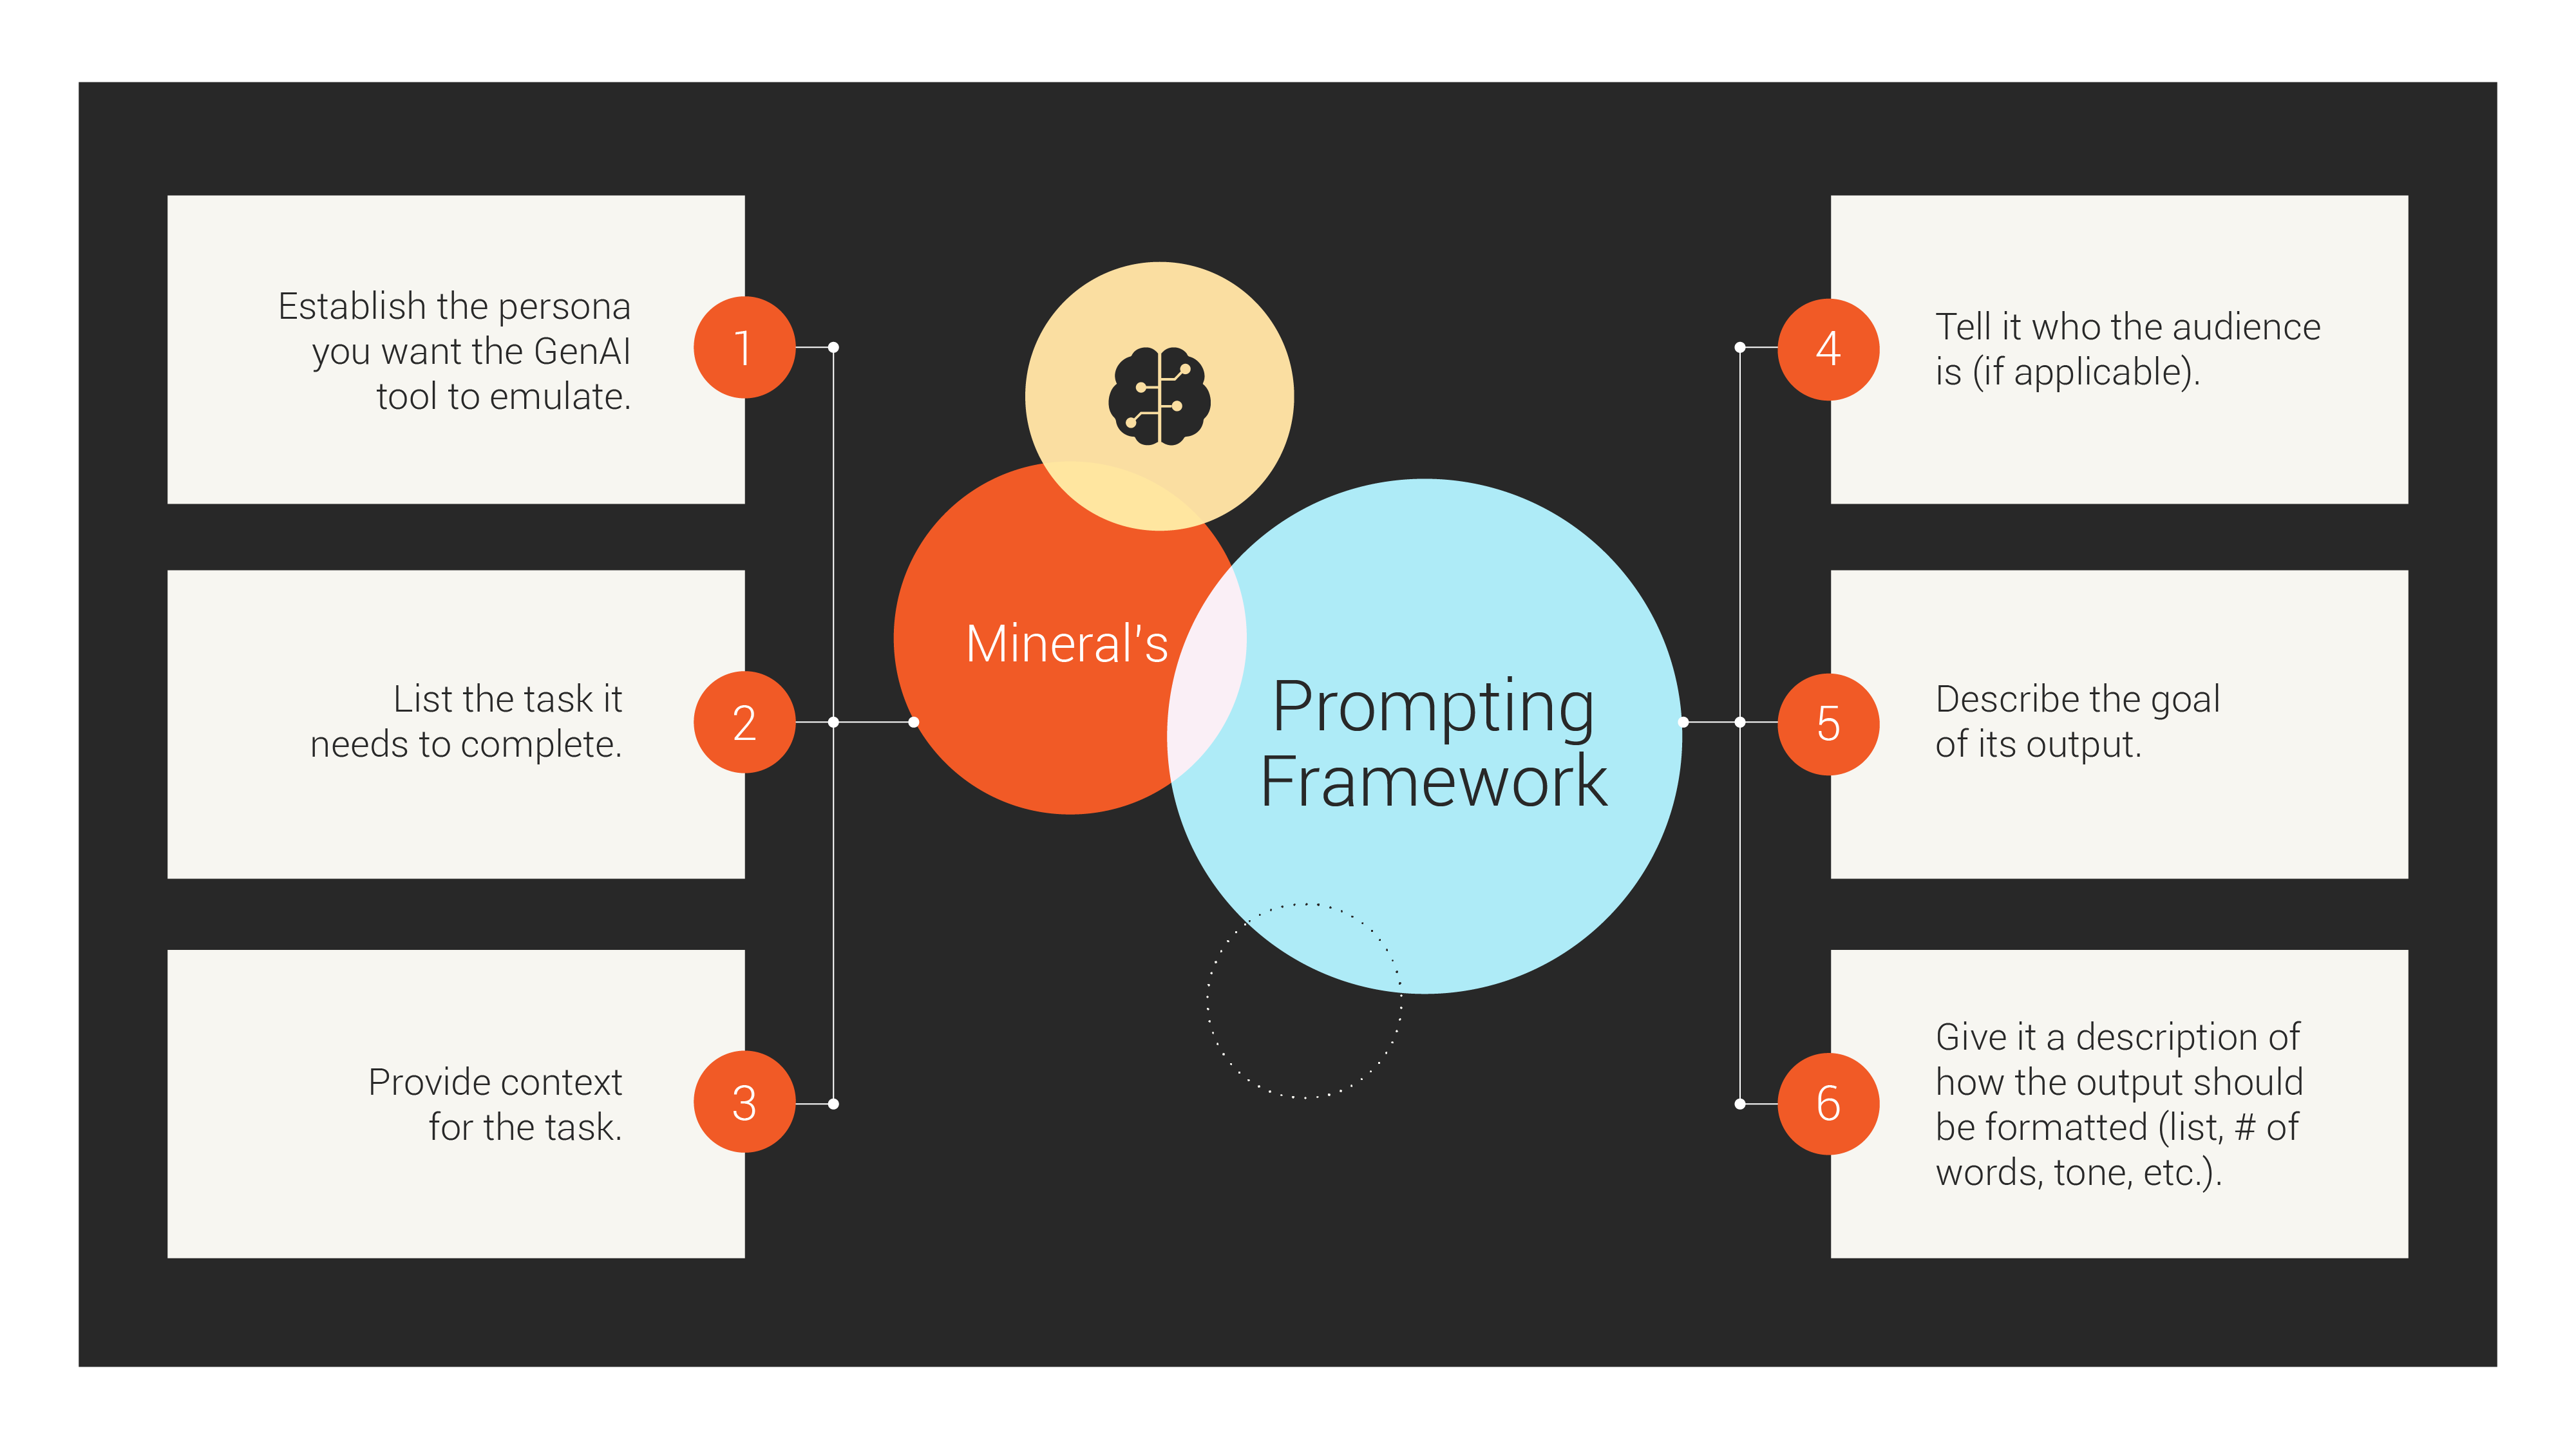 1
Establish the persona
you want the GenAI
tool to emulate.
2
List the task it
needs to complete.
3
Provide context
for the task.
Mineral's
Prompting
Framework
4
Tell it who the audience
is (if applicable).
5
Describe the goal
of its output.
6
Give it a description of
how the output should
be formatted (list, # of
words, tone, etc.).